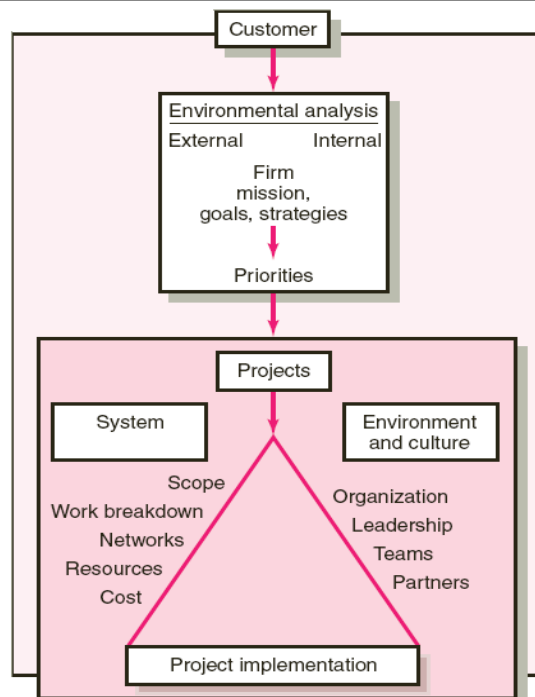 Customer
Environmental analysis
External Internal
Firm
mission,
goals, strategies
Priorities
Projects
System
Environment
and culture
Scope
Work breakdown
Networks
Resources
Cost
Organization
Leadership
Teams
Partners
Project implementation